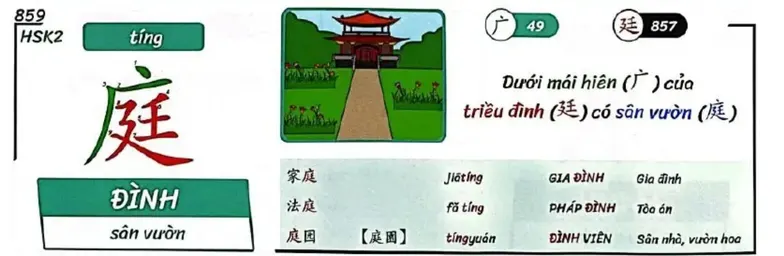 859
HSK2
tíng
庭
ĐÌNH
sân vườn
广 49
廷 857
Dưới mái hiên (广) của
triều đình (廷) có sân vườn (庭)
家庭 jiātíng GIA ĐÌNH Gia đình
法庭 fǎ tíng PHÁP ĐÌNH Tòa án
庭园 【庭園】 tíngyuán ĐÌNH VIÊN Sân nhà, vườn hoa